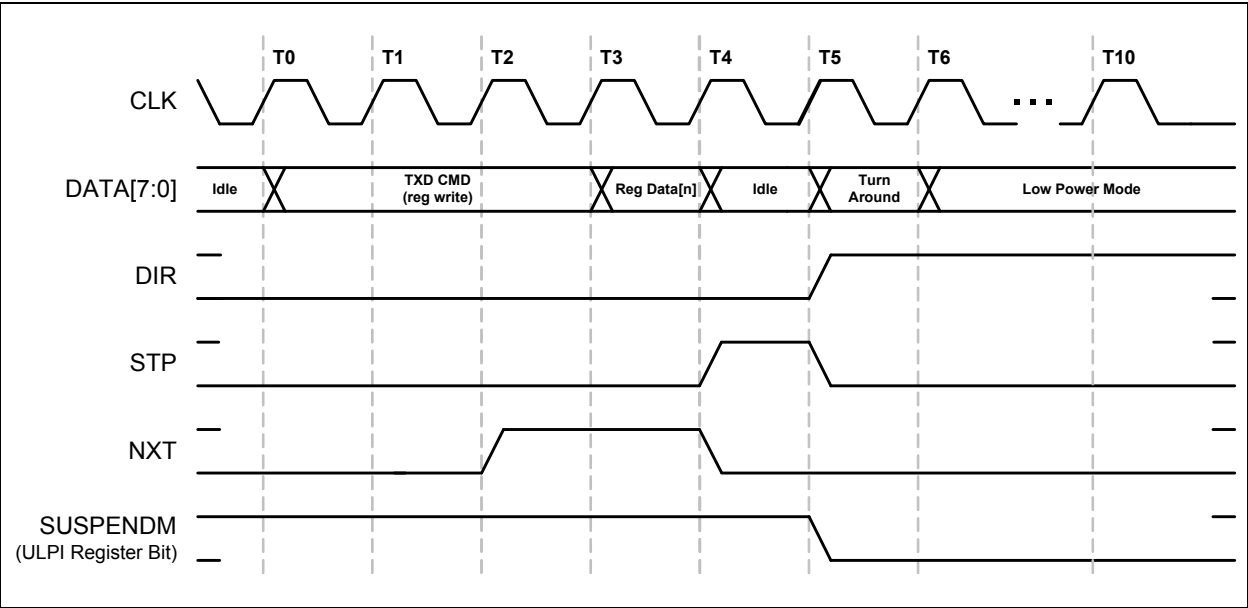 T0 T1 T2 T3 T4 T5 T6 T10
CLK
...
DATA[7:0]
Idle
TXD CMD
(reg write)
Reg Data[n]
Idle
Turn
Around
Low Power Mode
DIR
STP
NXT
SUSPENDM
(ULPI Register Bit)